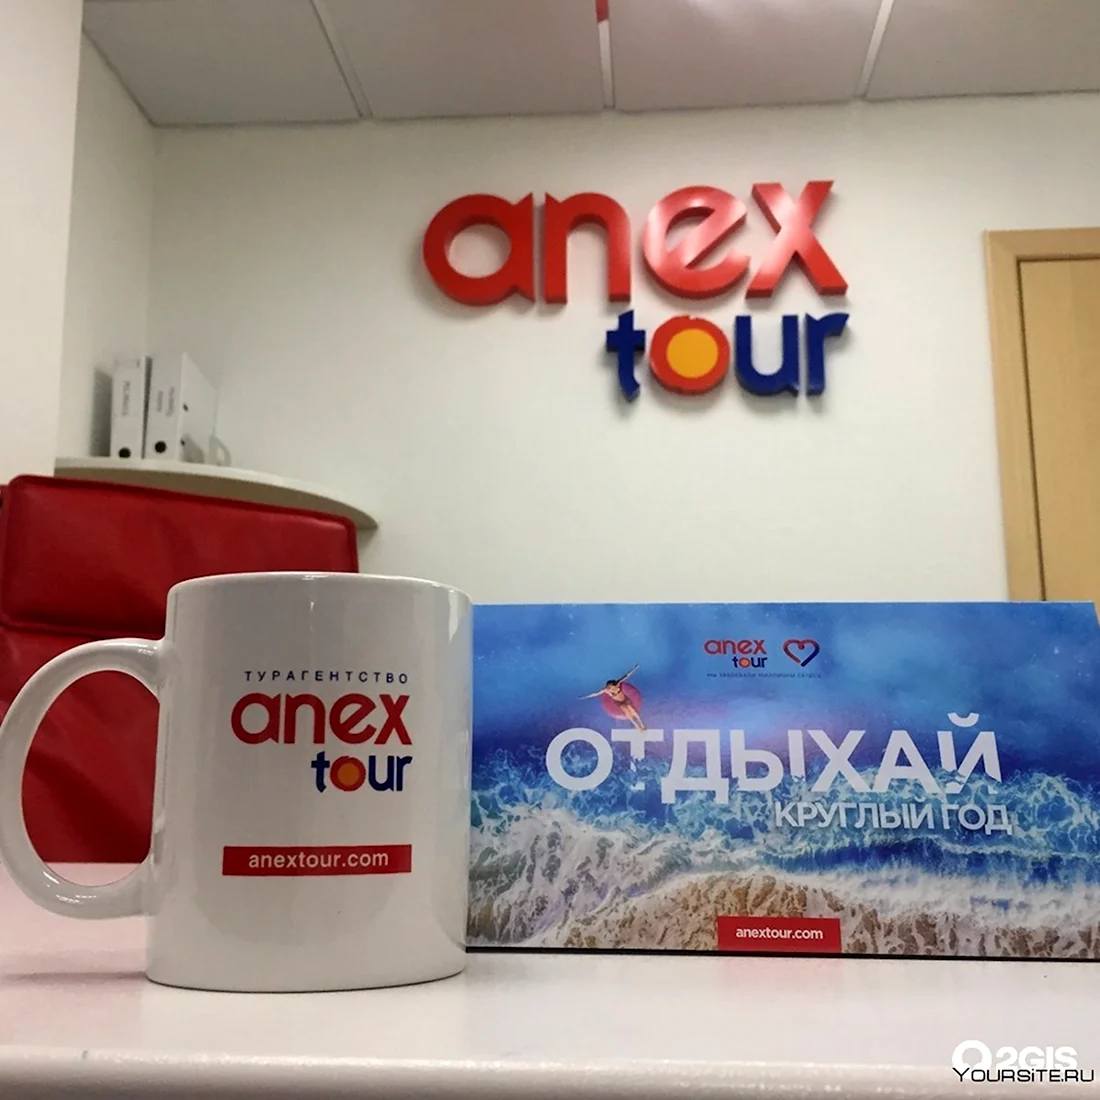 anex
tour
ТУРАГЕНТСТВО
anex
tour
anextour.com
anex
tour
ОТДЫХАЙ
КРУГЛЫЙ ГОД
anextour.com
2GIS
YOURSITE.RU